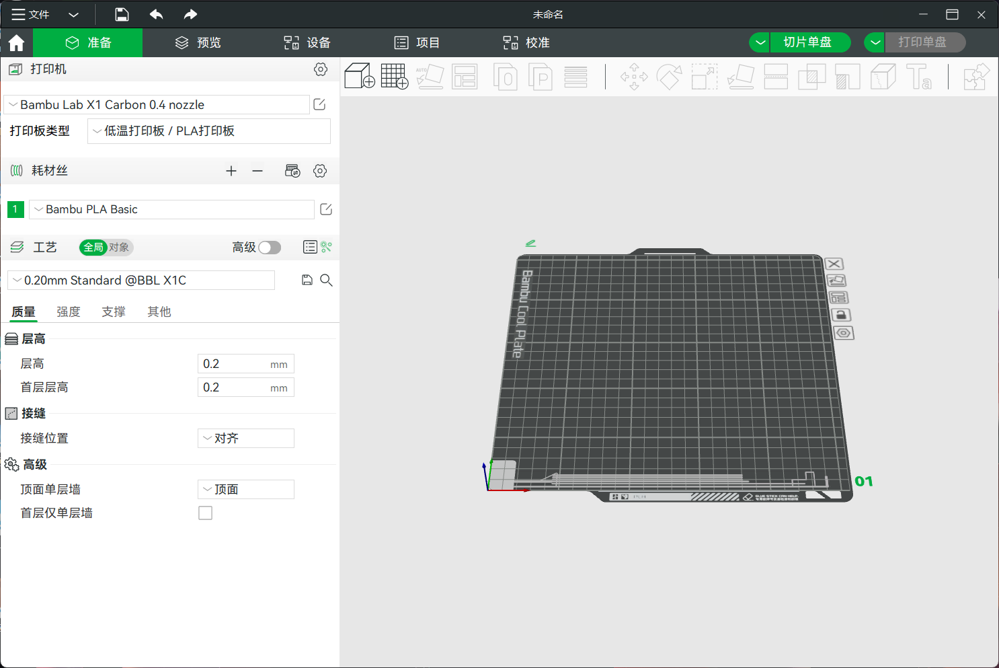 文件
未命名
准备
预览
设备
项目
校准
切片单盘
打印单盘
打印机
AUTO
Bambu Lab X1 Carbon 0.4 nozzle
打印板类型
低温打印板 / PLA打印板
耗材丝
1
Bambu PLA Basic
工艺
全局
对象
高级
0.20mm Standard @BBL X1C
质量
强度
支撑
其他
层高
层高
0.2
mm
首层层高
0.2
mm
接缝
接缝位置
对齐
高级
顶面单层墙
顶面
首层仅单层墙
Bambu Cool Plate
01
GLUE STICK CAN HELP.